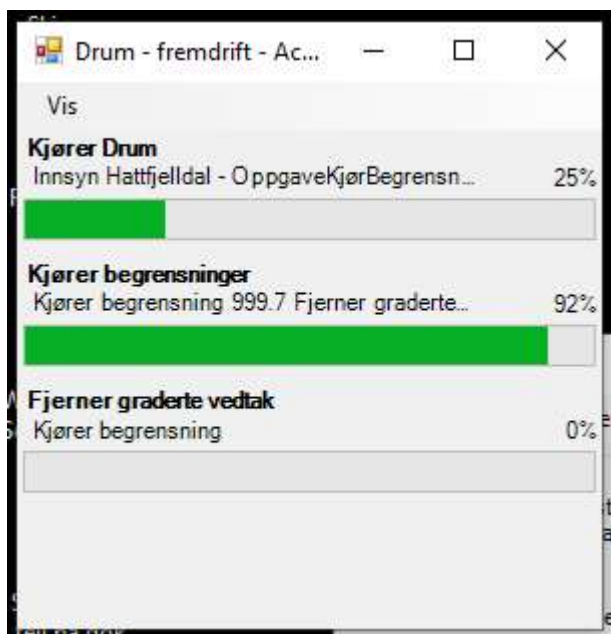 Drum - fremdrift - Ac...
Vis
Kjører Drum
Innsyn Hattfjelldal - OppgaveKjørBegrensn...
25%
Kjører begrensninger
Kjører begrensning 999.7 Fjerner graderte...
92%
Fjerner graderte vedtak
Kjører begrensning
0%